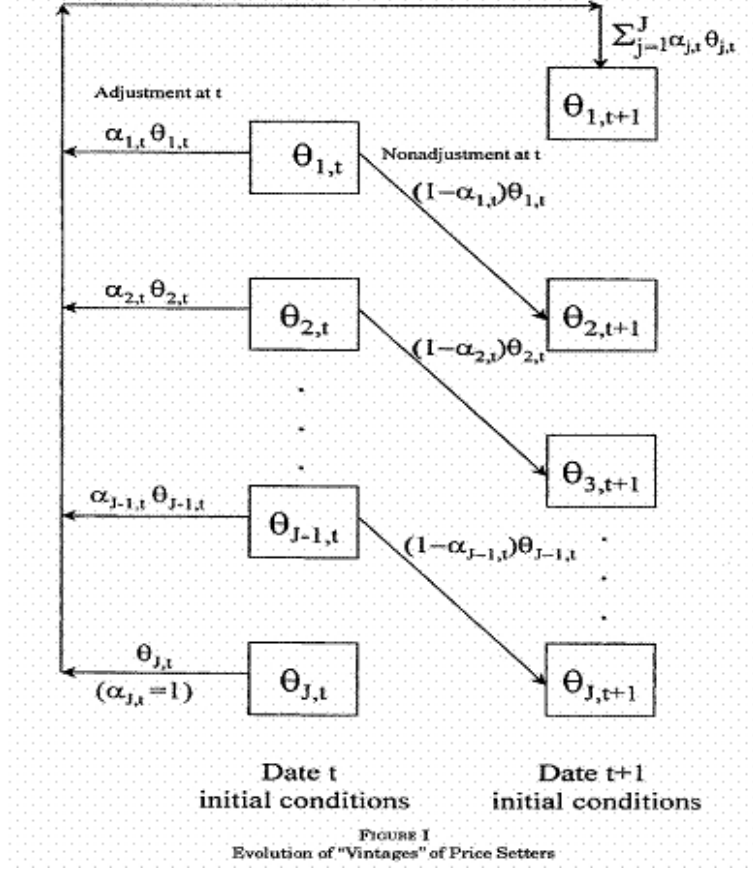 ∑_{j=1}^{J} α_{j,t} θ_{j,t}
Adjustment at t
α_{1,t} θ_{1,t}
θ_{1,t}
θ_{1,t+1}
Nonadjustment at t
(1−α_{1,t})θ_{1,t}
α_{2,t} θ_{2,t}
θ_{2,t}
θ_{2,t+1}
(1−α_{2,t})θ_{2,t}
θ_{3,t+1}
α_{J-1,t} θ_{J-1,t}
θ_{J-1,t}
(1−α_{J−1,t})θ_{J−1,t}
θ_{J,t}
(α_{J,t}=1)
θ_{J,t}
θ_{J,t+1}
Date t
initial conditions
Date t+1
initial conditions
FIGURE I
Evolution of "Vintages" of Price Setters